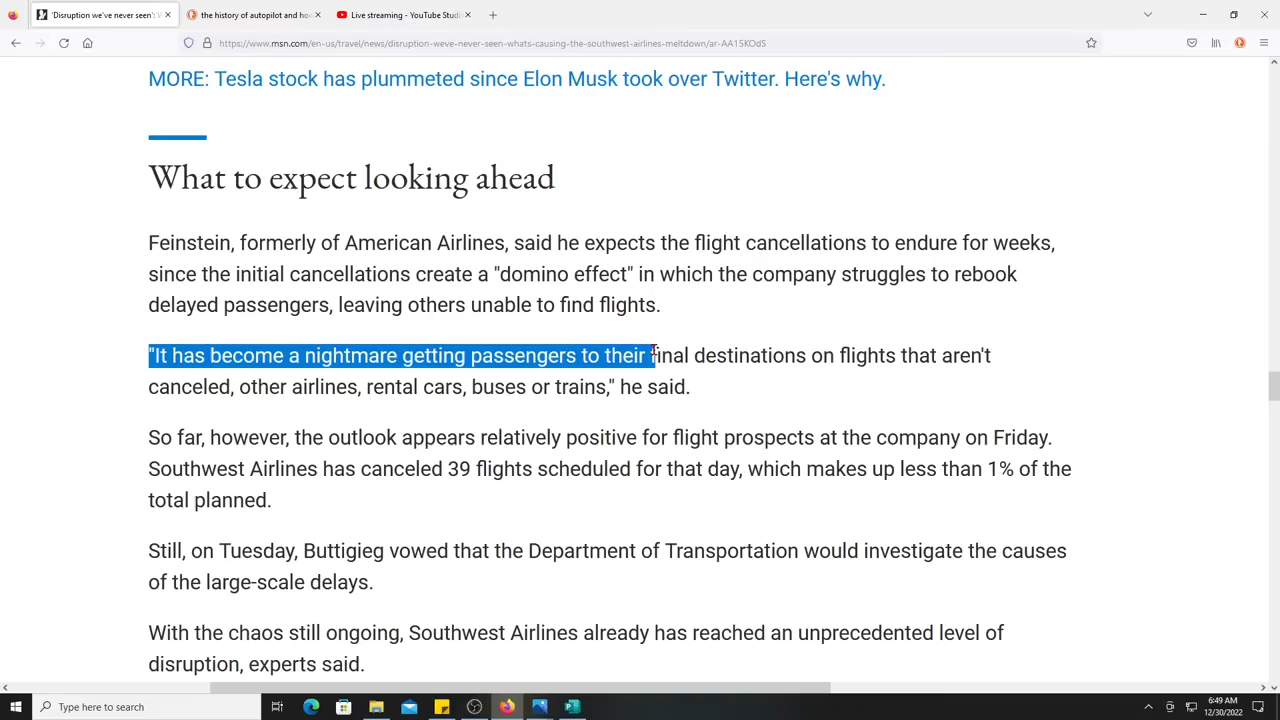 'Disruption we've never seen': W
the history of autopilot and how
Live streaming - YouTube Studi
https://www.msn.com/en-us/travel/news/disruption-weve-never-seen-whats-causing-the-southwest-airlines-meltdown/ar-AA15KOdS
MORE: Tesla stock has plummeted since Elon Musk took over Twitter. Here's why.
What to expect looking ahead
Feinstein, formerly of American Airlines, said he expects the flight cancellations to endure for weeks,
since the initial cancellations create a "domino effect" in which the company struggles to rebook
delayed passengers, leaving others unable to find flights.
"It has become a nightmare getting passengers to their final destinations on flights that aren't
canceled, other airlines, rental cars, buses or trains," he said.
So far, however, the outlook appears relatively positive for flight prospects at the company on Friday.
Southwest Airlines has canceled 39 flights scheduled for that day, which makes up less than 1% of the
total planned.
Still, on Tuesday, Buttigieg vowed that the Department of Transportation would investigate the causes
of the large-scale delays.
With the chaos still ongoing, Southwest Airlines already has reached an unprecedented level of
disruption, experts said.
Type here to search
6:49 AM
12/30/2022